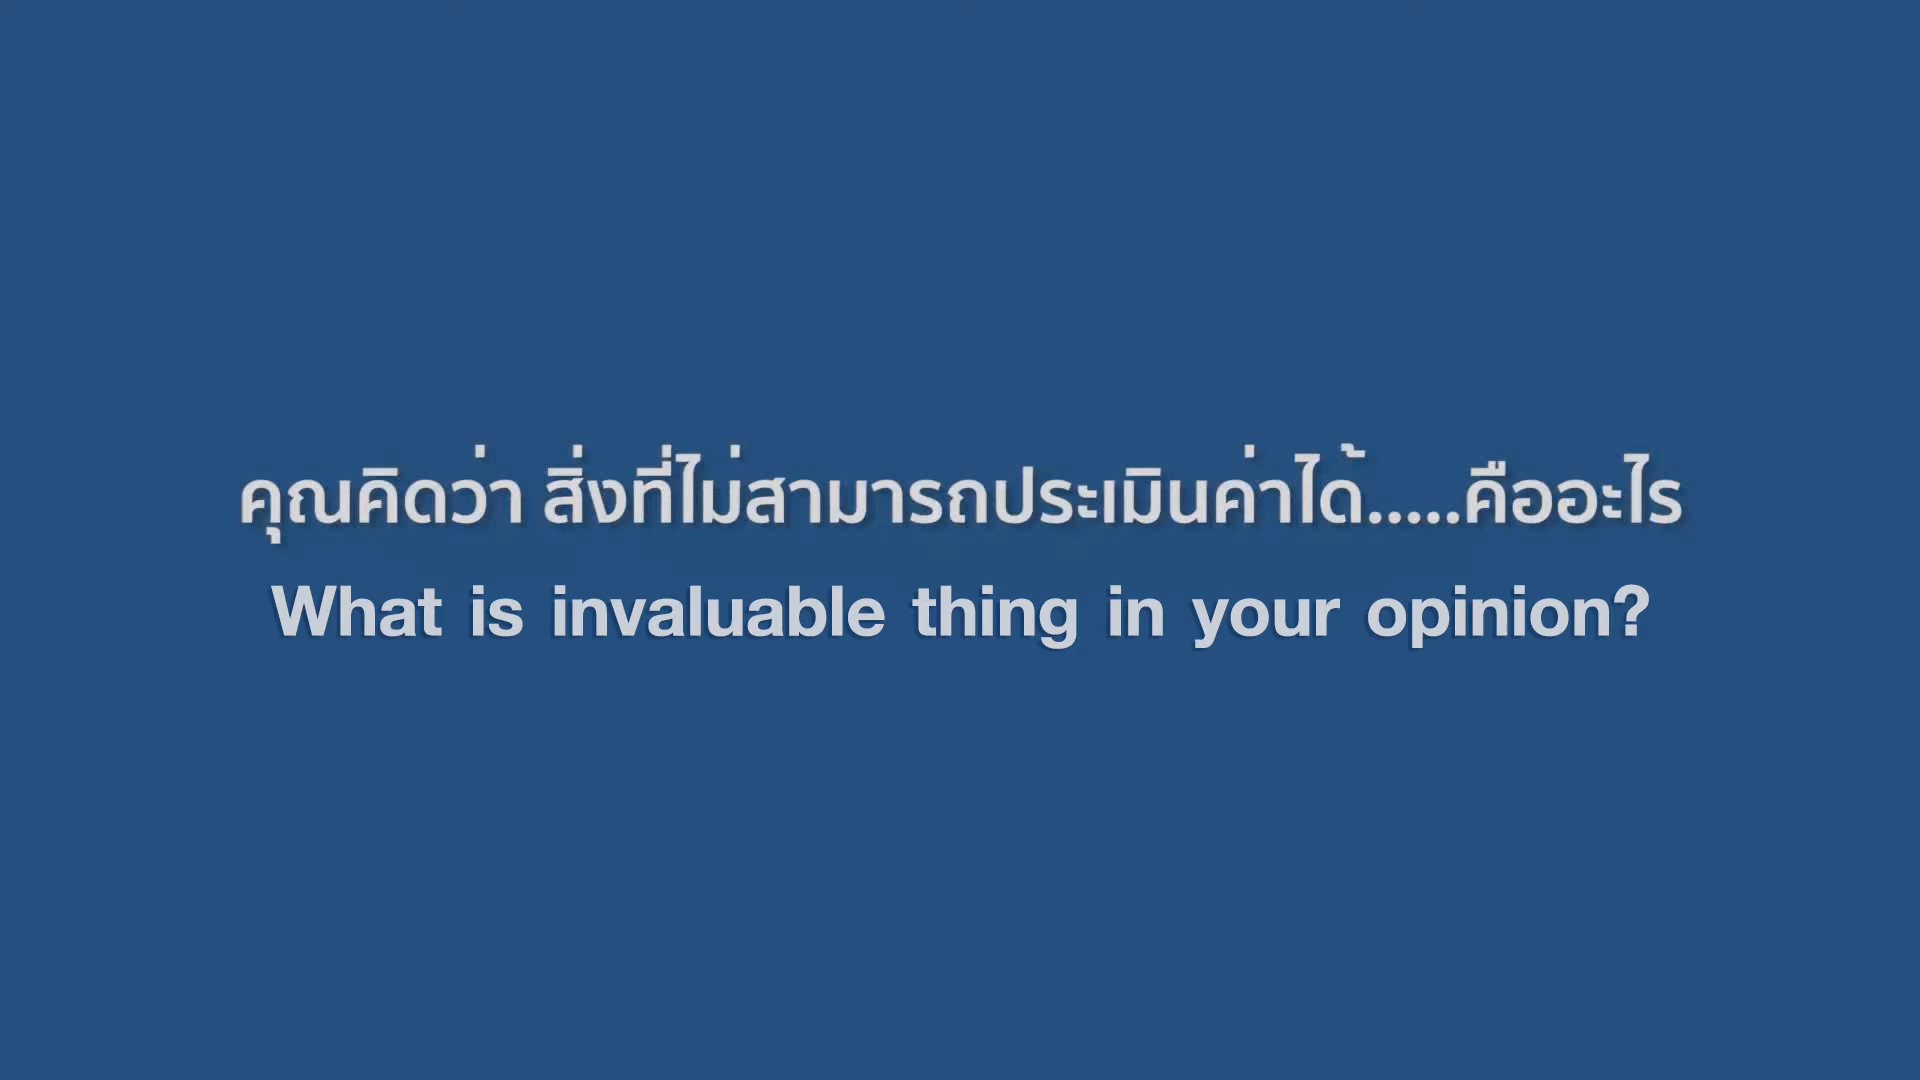 คุณคิดว่า สิ่งที่ไม่สามารถประเมินค่าได้.....คืออะไร
What is invaluable thing in your opinion?